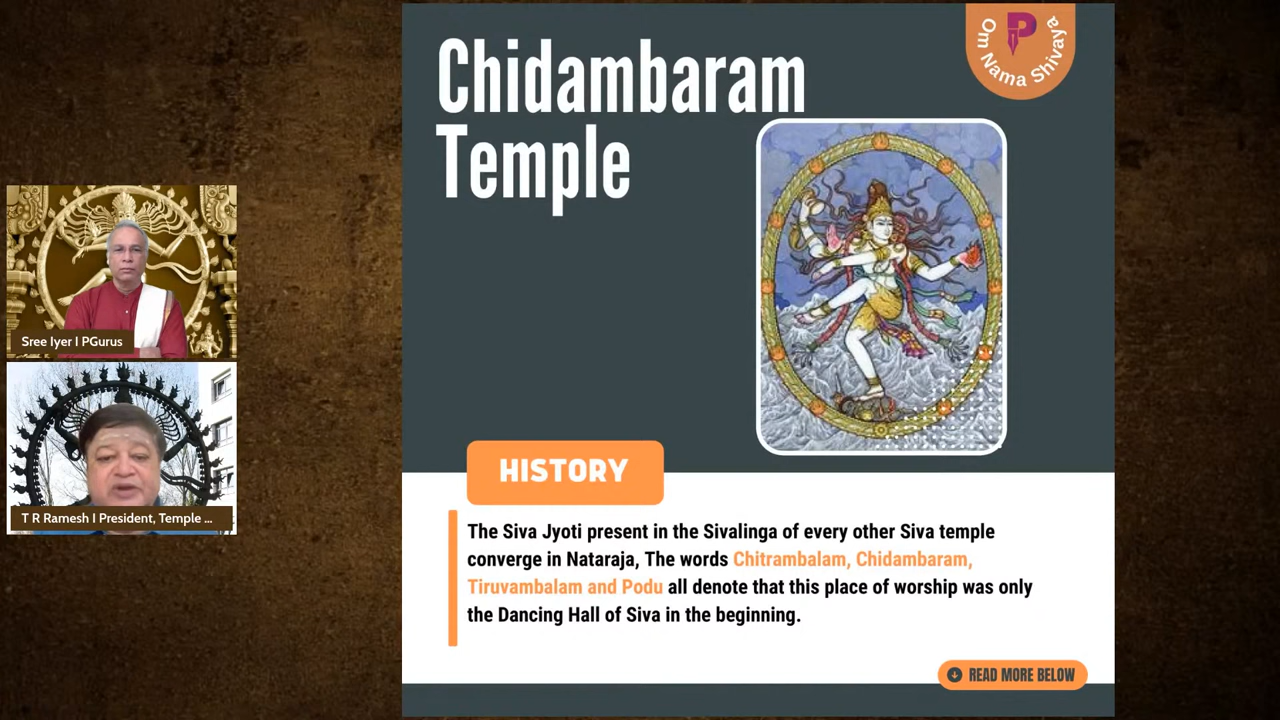 Chidambaram
Temple
P
Om Nama Shivaya
Sree Iyer I PGurus
T R Ramesh I President, Temple ...
HISTORY
The Siva Jyoti present in the Sivalinga of every other Siva temple
converge in Nataraja, The words Chitrambalam, Chidambaram,
Tiruvambalam and Podu all denote that this place of worship was only
the Dancing Hall of Siva in the beginning.
READ MORE BELOW